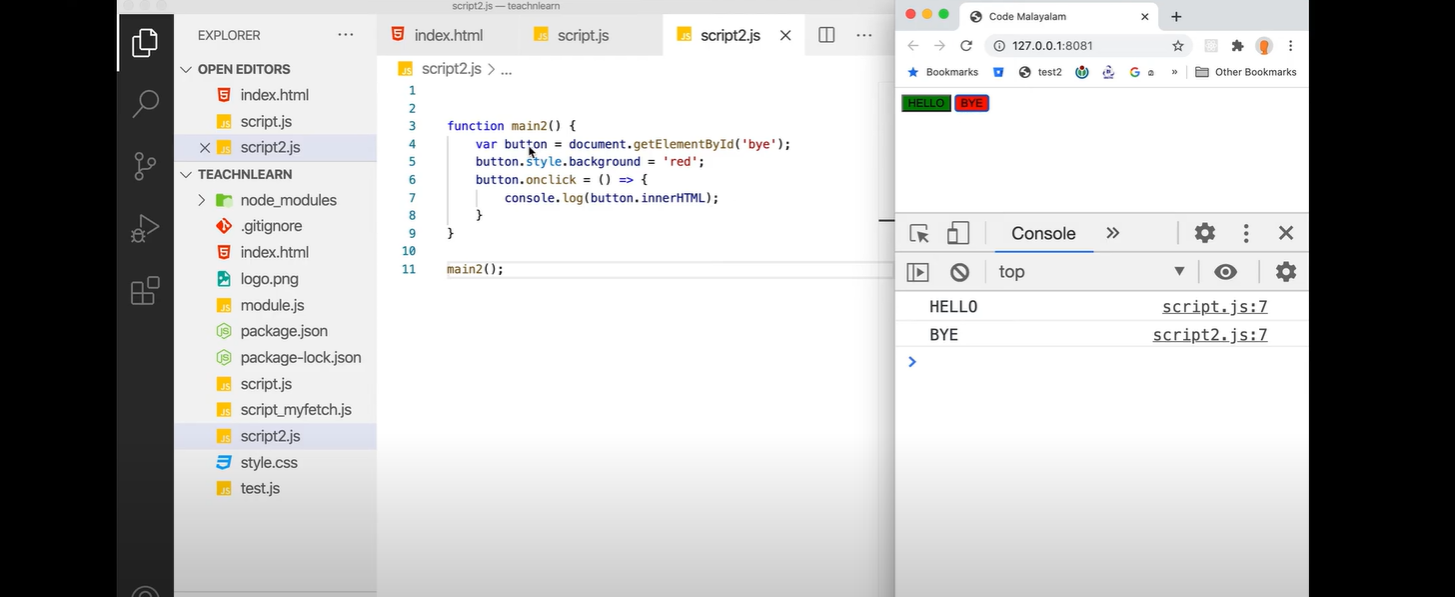 script2.js — teachnlearn
EXPLORER
OPEN EDITORS
index.html
script.js
script2.js
TEACHNLEARN
node_modules
.gitignore
index.html
logo.png
module.js
package.json
package-lock.json
script.js
script_myfetch.js
script2.js
style.css
test.js
index.html script.js script2.js
script2.js > ...
1
2
3 function main2() {
4 var button = document.getElementById('bye');
5 button.style.background = 'red';
6 button.onclick = () => {
7 console.log(button.innerHTML);
8 }
9 }
10
11 main2();
Code Malayalam
127.0.0.1:8081
Bookmarks test2 a » Other Bookmarks
HELLO BYE
Console »
top
HELLO script.js:7
BYE script2.js:7
>